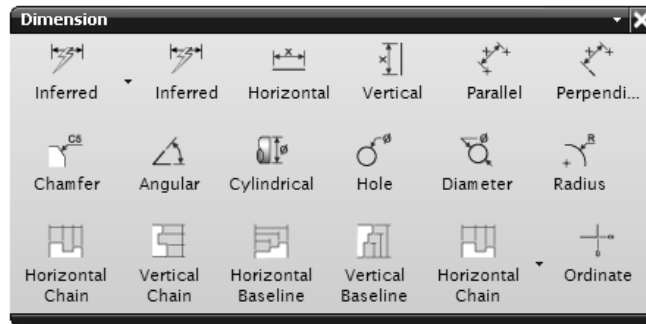 Dimension
Inferred Inferred Horizontal Vertical Parallel Perpendi...
C5 Ø Ø Ø R
Chamfer Angular Cylindrical Hole Diameter Radius
Horizontal Vertical Horizontal Vertical Horizontal Ordinate
Chain Chain Baseline Baseline Chain